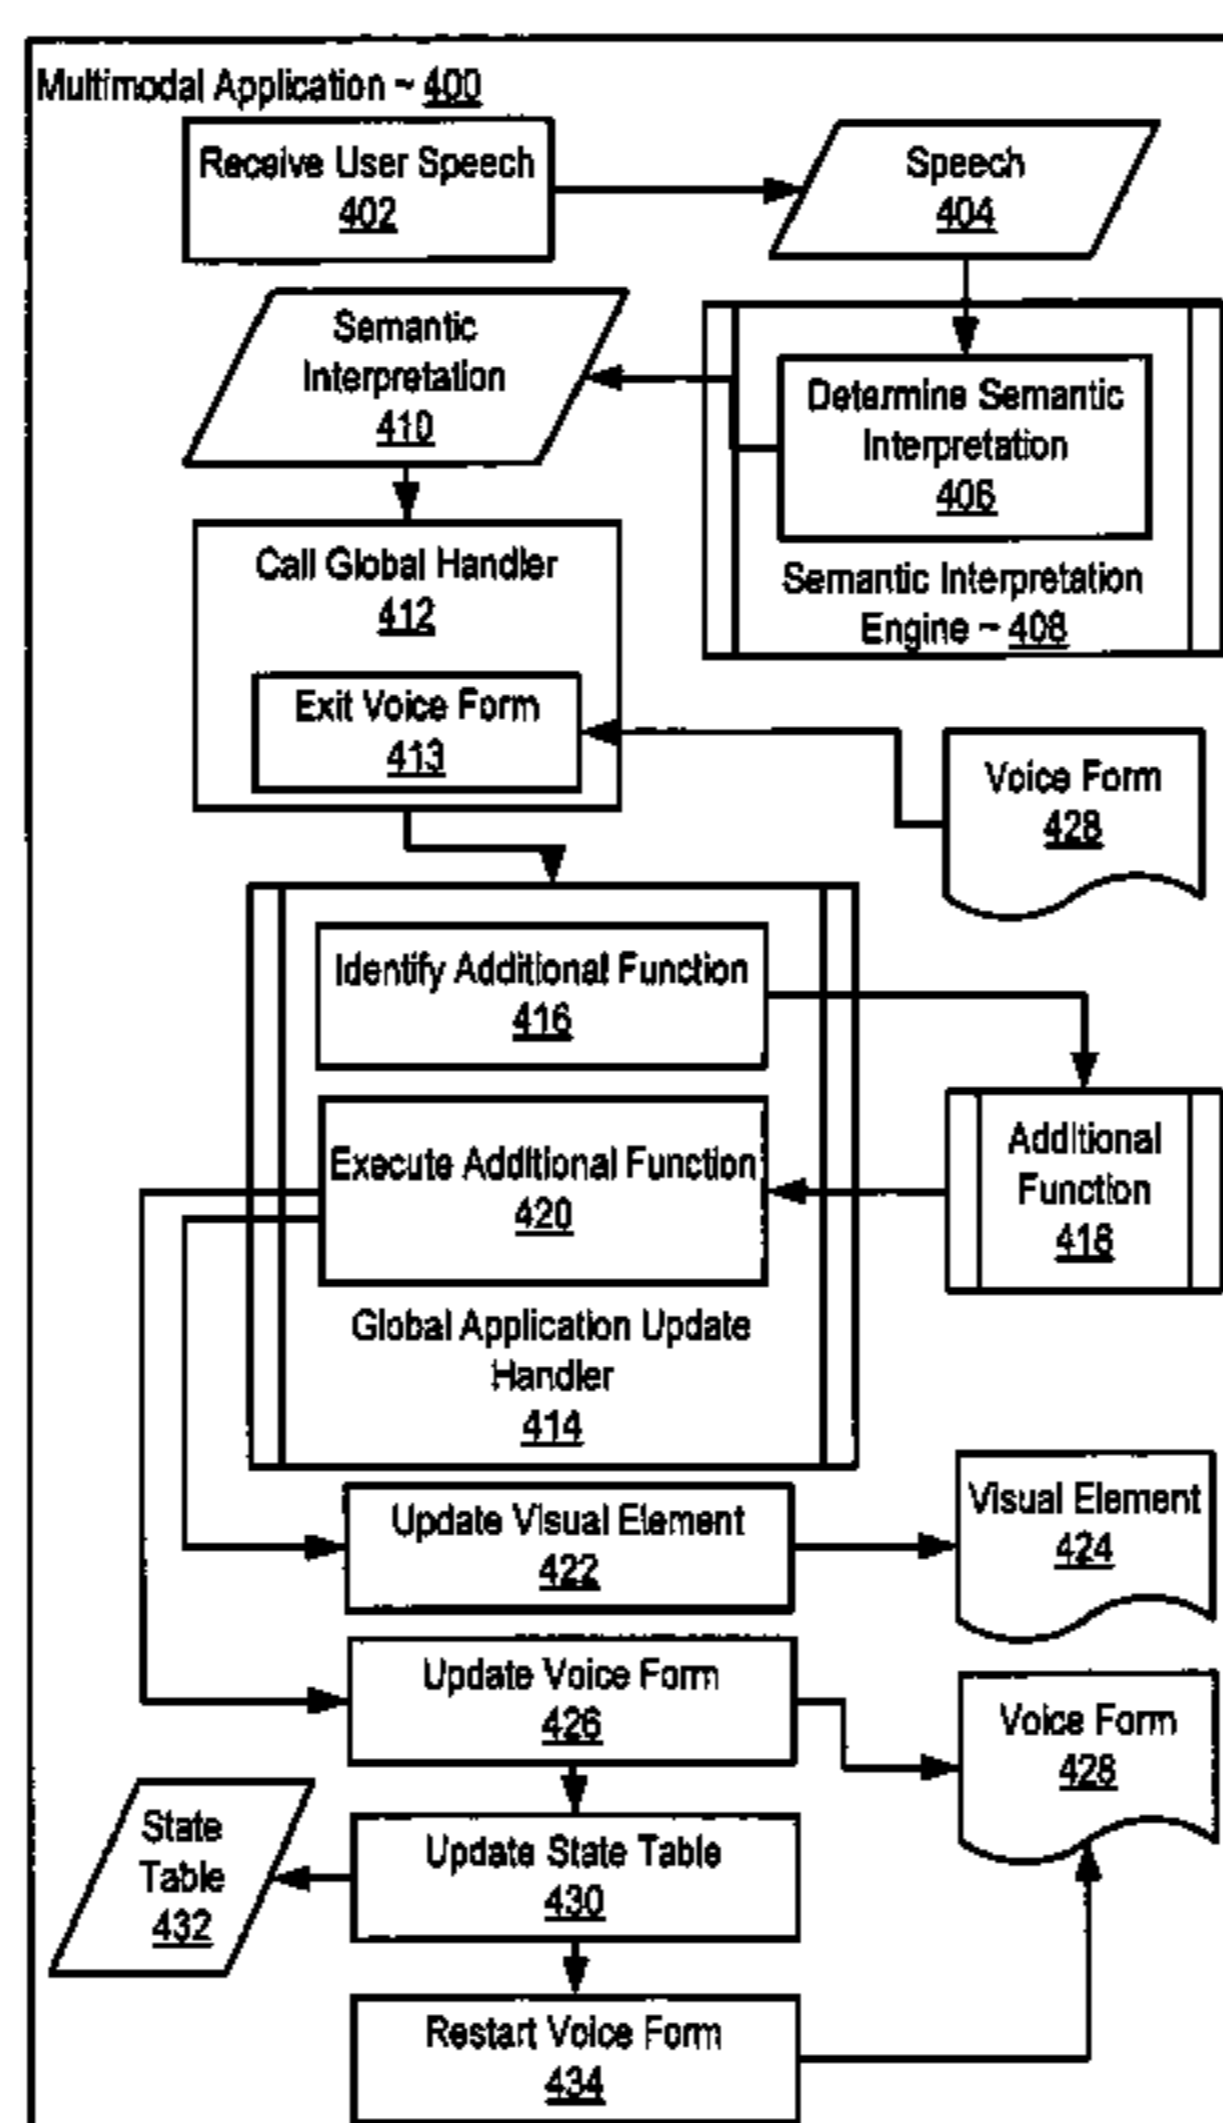 Multimodal Application ~ 400
Receive User Speech
402
Speech
404
Semantic
Interpretation
410
Determine Semantic
Interpretation
406
Semantic Interpretation
Engine ~ 408
Call Global Handler
412
Exit Voice Form
413
Voice Form
428
Identify Additional Function
416
Additional
Function
418
Execute Additional Function
420
Global Application Update
Handler
414
Update Visual Element
422
Visual Element
424
Update Voice Form
426
Voice Form
428
State
Table
432
Update State Table
430
Restart Voice Form
434